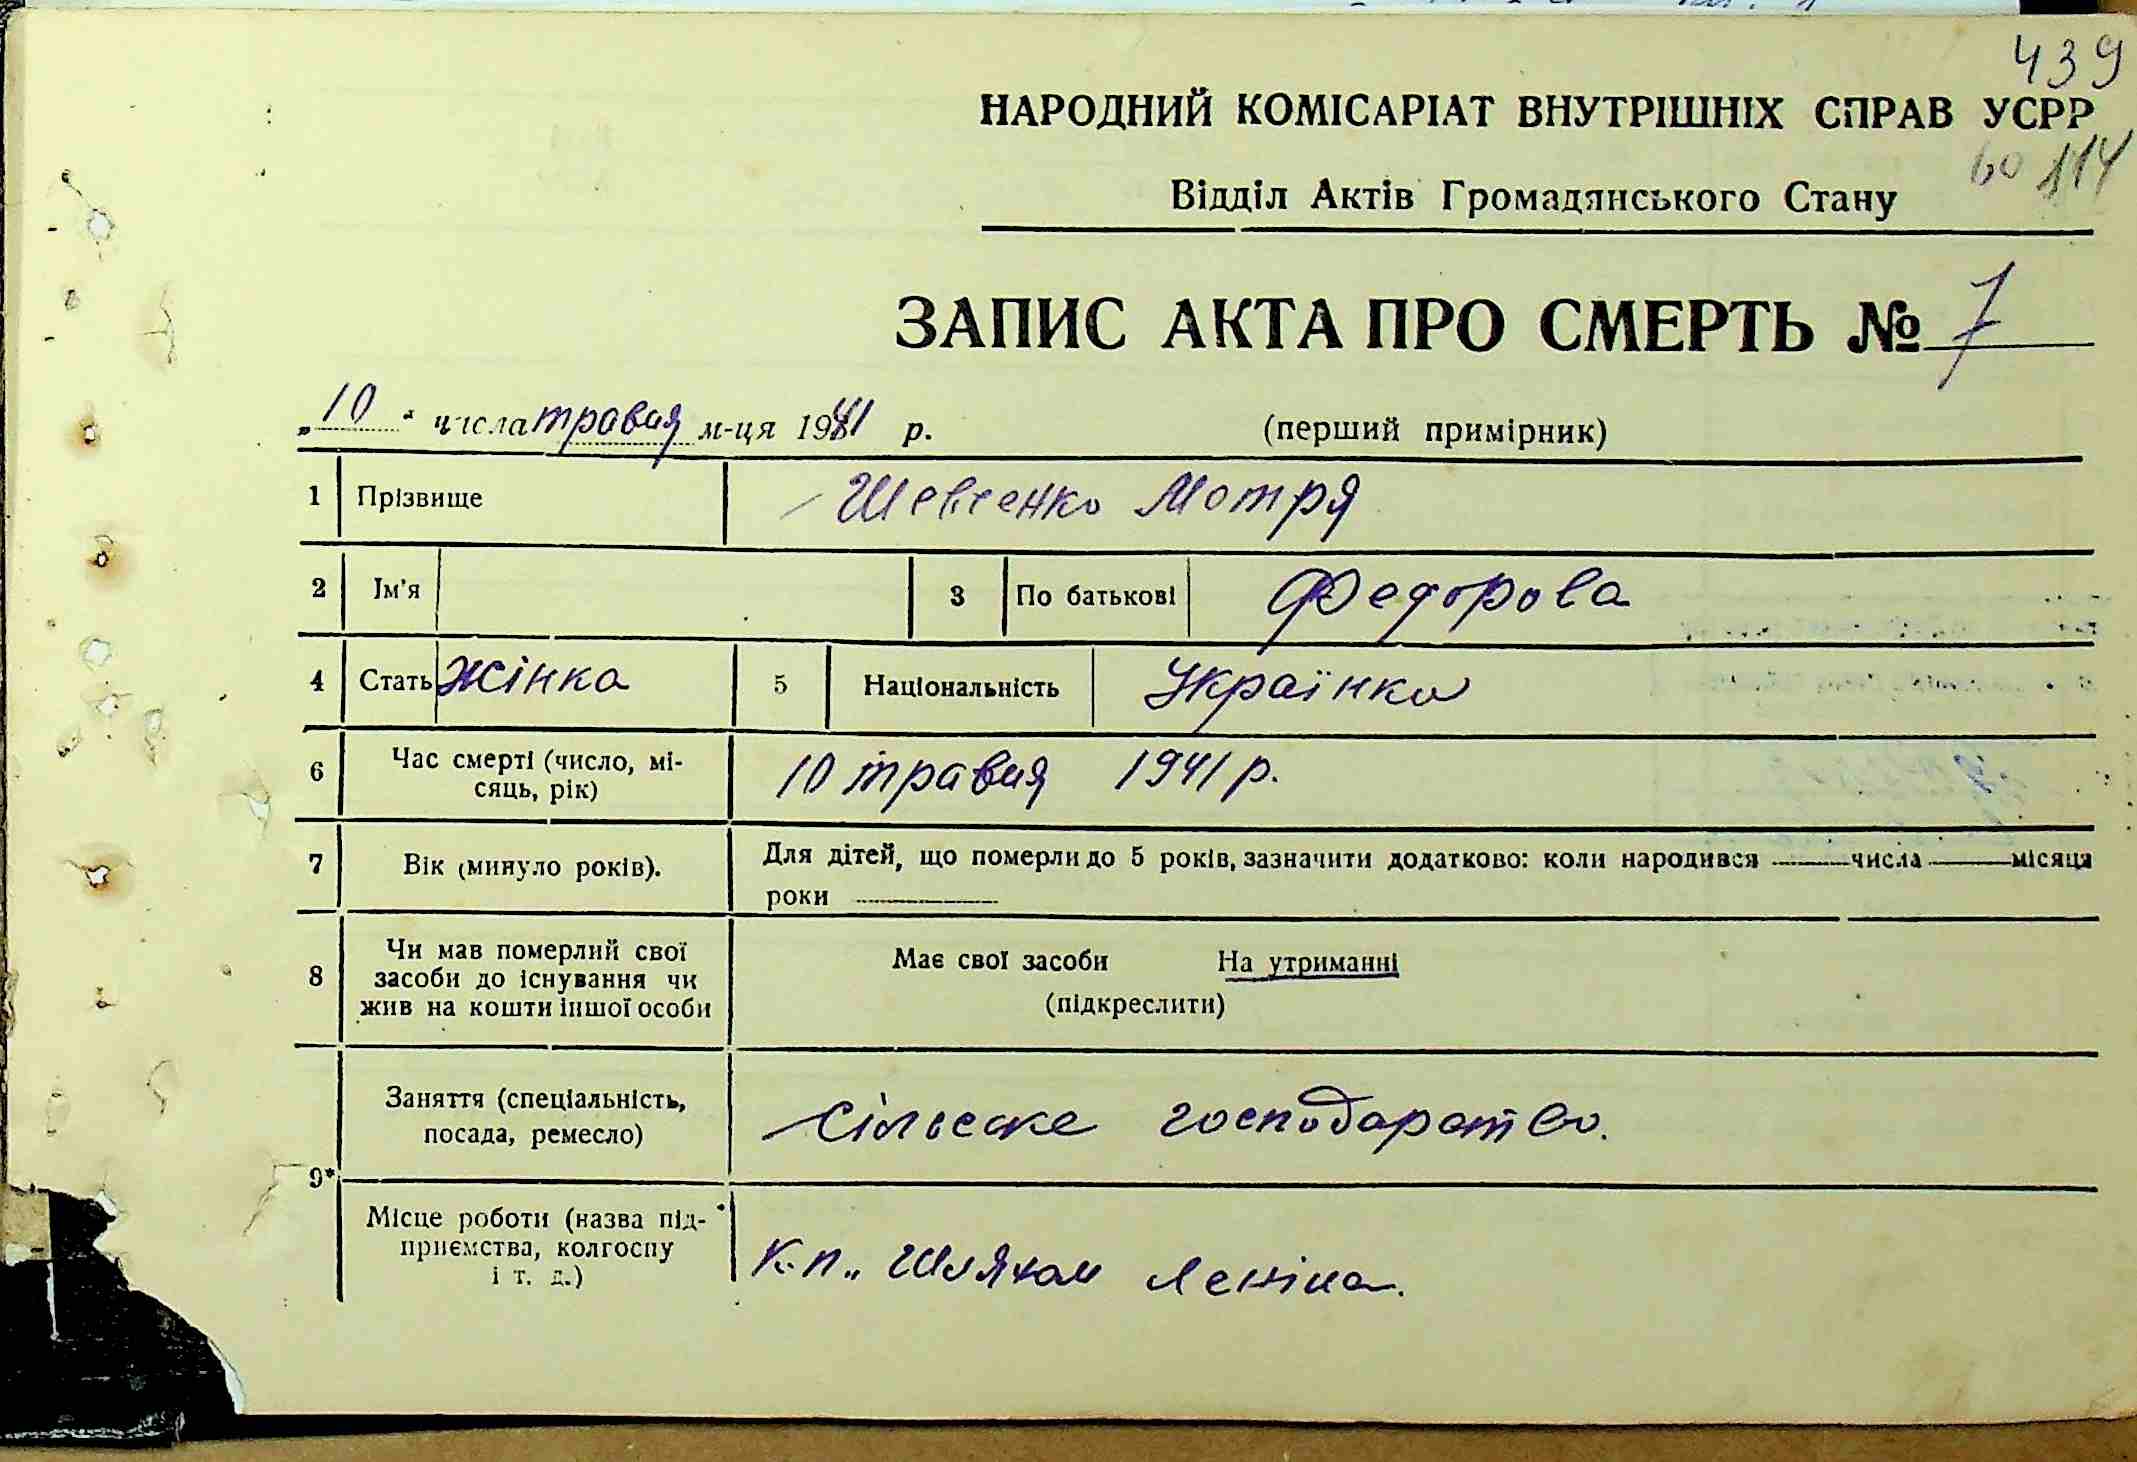 439
НАРОДНИЙ КОМІСАРІАТ ВНУТРІШНІХ СПРАВ УСРР
60 114
Відділ Актів Громадянського Стану
ЗАПИС АКТА ПРО СМЕРТЬ № 7
„10“ числа травня м-ця 1941 р. (перший примірник)
1 Прізвище Шевченко Мотря
2 Ім'я 3 По батькові Федорова
4 Стать жінка 5 Національність Українка
6 Час смерті (число, мі-
сяць, рік) 10 травня 1941 р.
7 Вік (минуло років). Для дітей, що померли до 5 років, зазначити додатково: коли народився числа місяця
роки
8 Чи мав померлий свої
засоби до існування чи
жив на кошти іншої особи
Має свої засоби На утриманні
(підкреслити)
9*
Заняття (спеціальність,
посада, ремесло) Сільське господарство.
Місце роботи (назва під-
приємства, колгоспу
і т. д.) К.п. „Шляхом Леніна.